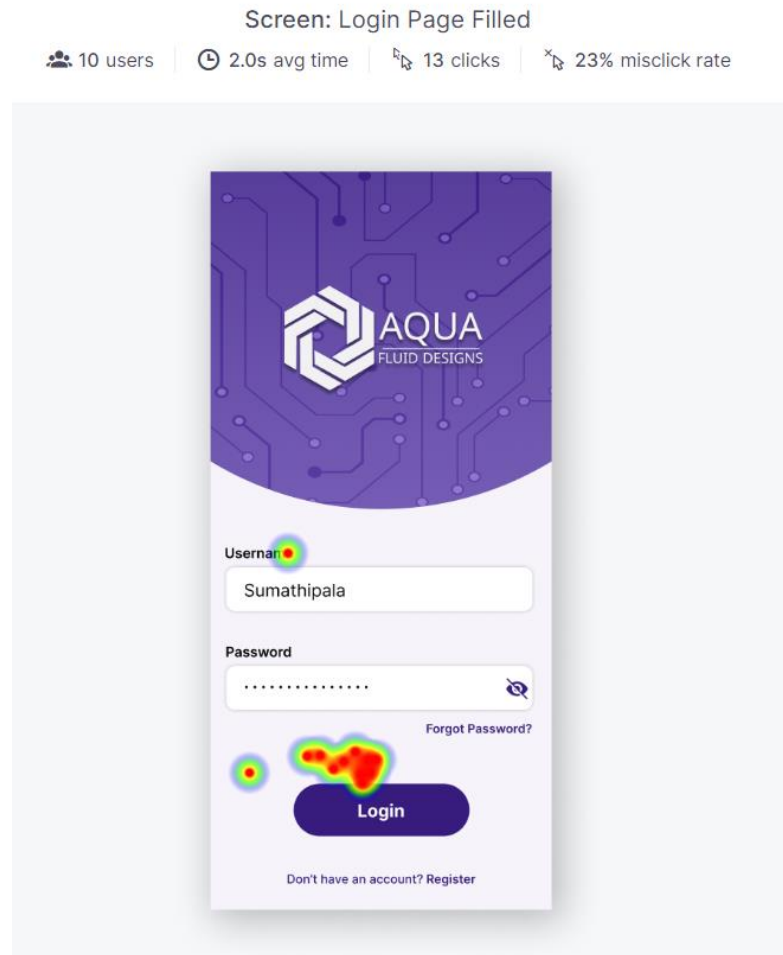 Screen: Login Page Filled
10 users 2.0s avg time 13 clicks 23% misclick rate
AQUA
FLUID DESIGNS
Usernam
Sumathipala
Password
Forgot Password?
Login
Don't have an account? Register